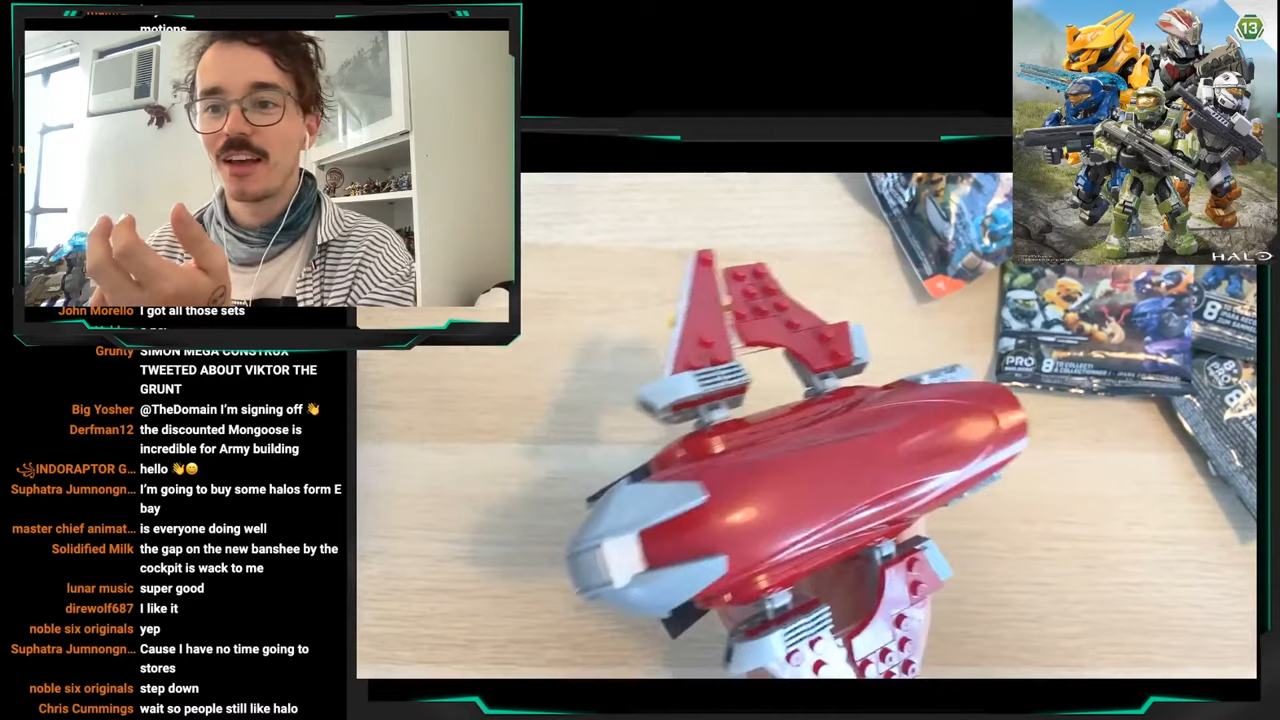 motions
John Morello I got all those sets
Grunty SIMON MEGA CONSTRUX
TWEETED ABOUT VIKTOR THE
GRUNT
Big Yosher @TheDomain I'm signing off 👋
Derfman12 the discounted Mongoose is
incredible for Army building
꧁INDORAPTOR G... hello 👋😄
Suphatra Jumnongn... I'm going to buy some halos form E
bay
master chief animat... is everyone doing well
Solidified Milk the gap on the new banshee by the
cockpit is wack to me
lunar music super good
direwolf687 I like it
noble six originals yep
Suphatra Jumnongn... Cause I have no time going to
stores
noble six originals step down
Chris Cummings wait so people still like halo
13
HALO
PRO
8
8
PRO
8